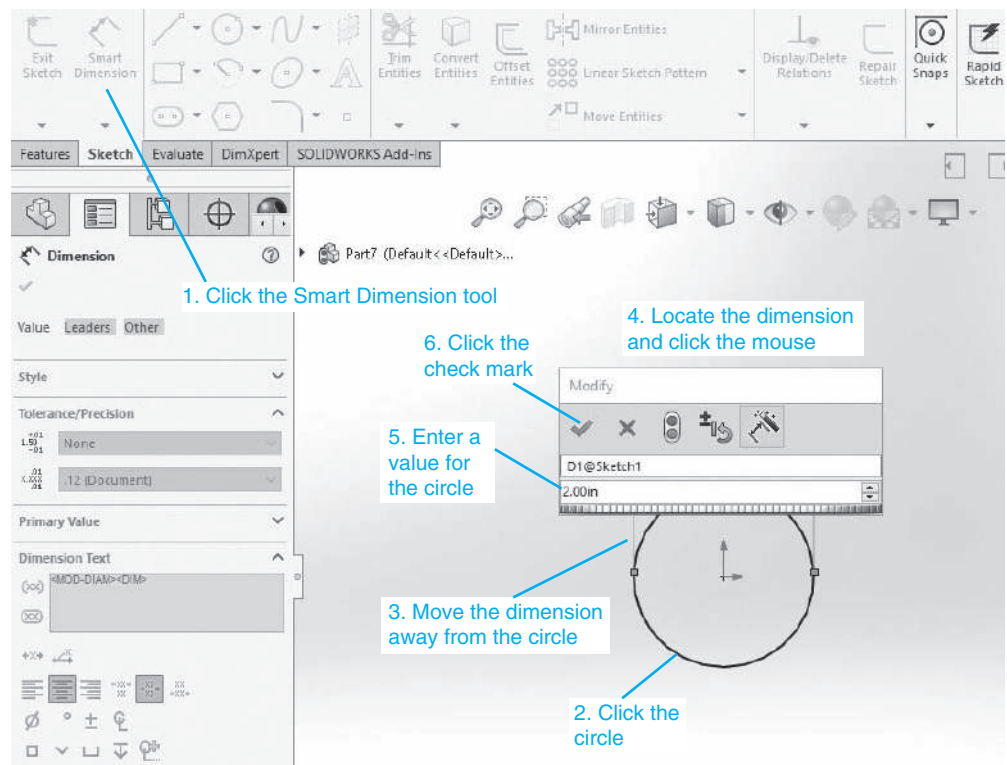 Exit Sketch
Smart Dimension
Trim Entities
Convert Entities
Offset Entities
Mirror Entities
Linear Sketch Pattern
Move Entities
Display/Delete Relations
Repair Sketch
Quick Snaps
Rapid Sketch
Features Sketch Evaluate DimXpert SOLIDWORKS Add-Ins
Dimension
Part7 (Default<<Default>...
1. Click the Smart Dimension tool
Value Leaders Other
4. Locate the dimension
and click the mouse
6. Click the
check mark
Style
Modify
Tolerance/Precision
None
5. Enter a
value for
the circle
D1@Sketch1
.12 (Document)
2.00in
Primary Value
Dimension Text
<MOD-DIAM><DIM>
3. Move the dimension
away from the circle
2. Click the
circle